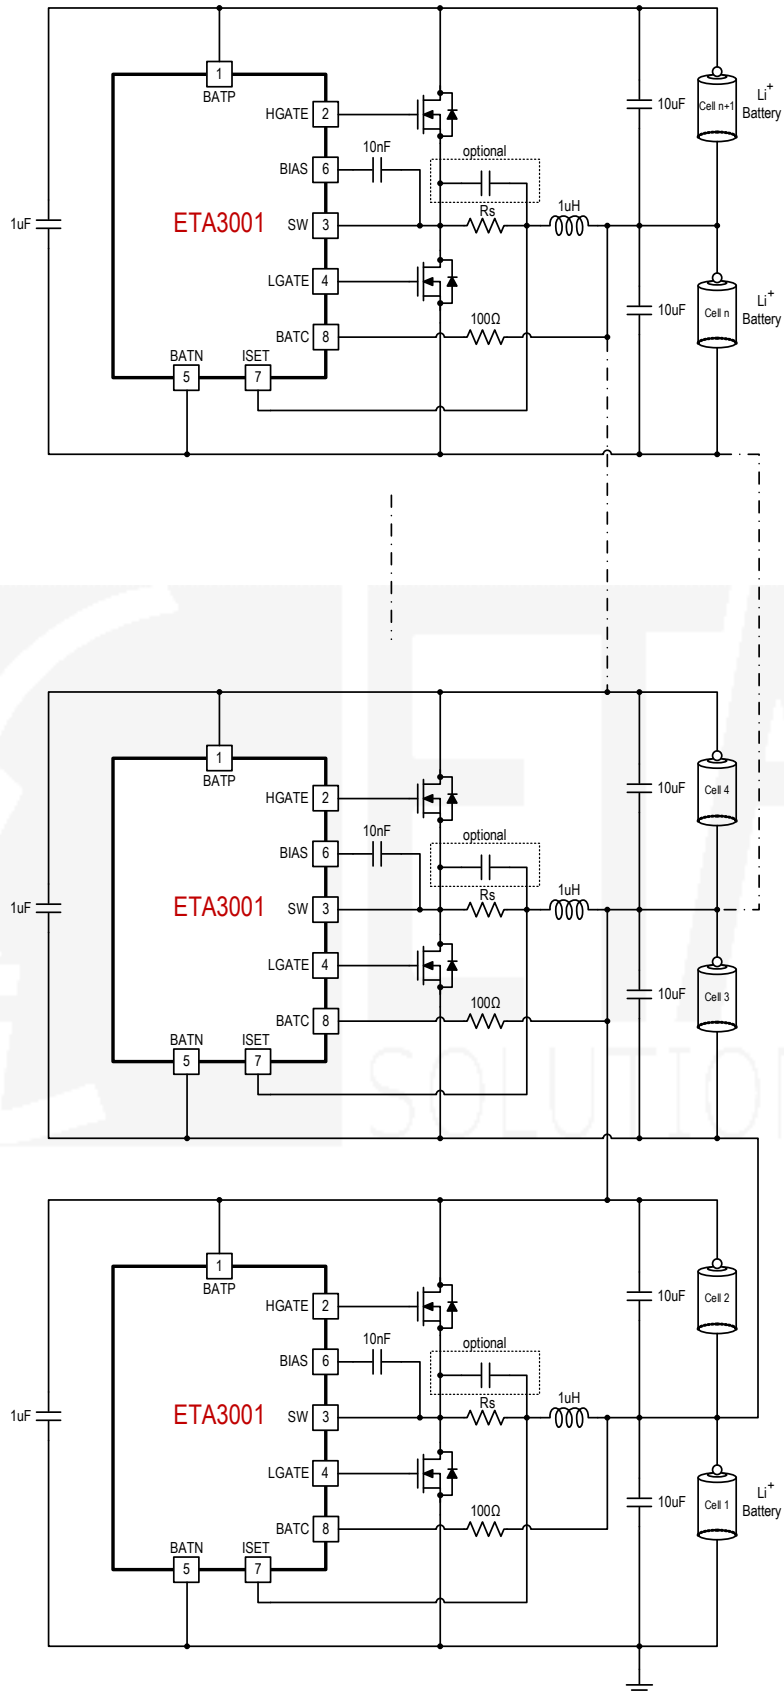 1
BATP
HGATE 2
10nF
BIAS 6
optional
Rs
1uH
1uF
ETA3001
SW 3
LGATE 4
100Ω
BATC 8
BATN
ISET
5
7
10uF
Cell n+1
Li+
Battery
10uF
Cell n
Li+
Battery
1
BATP
HGATE 2
10nF
BIAS 6
optional
Rs
1uH
1uF
ETA3001
SW 3
LGATE 4
100Ω
BATC 8
BATN
ISET
5
7
10uF
Cell 4
10uF
Cell 3
ETA
SOLUTION
1
BATP
HGATE 2
10nF
BIAS 6
optional
Rs
1uH
1uF
ETA3001
SW 3
LGATE 4
100Ω
BATC 8
BATN
ISET
5
7
10uF
Cell 2
10uF
Cell 1
Li+
Battery